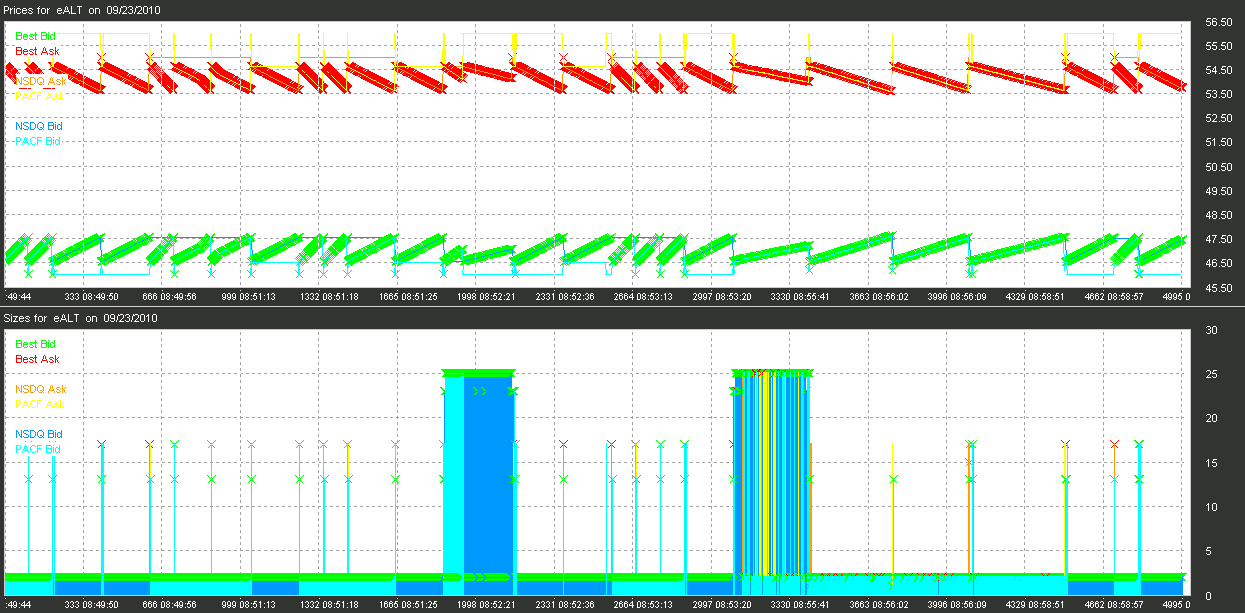 Prices for eALT on 09/23/2010
Best Bid
Best Ask
NSDQ Ask
PACF Ask
NSDQ Bid
PACF Bid
56.50
55.50
54.50
53.50
52.50
51.50
50.50
49.50
48.50
47.50
46.50
45.50
:49:44 333 08:49:50 666 08:49:56 999 08:51:13 1332 08:51:18 1665 08:51:25 1998 08:52:21 2331 08:52:36 2664 08:53:13 2997 08:53:20 3330 08:55:41 3663 08:56:02 3996 08:56:09 4329 08:58:51 4662 08:58:57 4995 0
Sizes for eALT on 09/23/2010
Best Bid
Best Ask
NSDQ Ask
PACF Ask
NSDQ Bid
PACF Bid
30
25
20
15
10
5
0
:49:44 333 08:49:50 666 08:49:56 999 08:51:13 1332 08:51:18 1665 08:51:25 1998 08:52:21 2331 08:52:36 2664 08:53:13 2997 08:53:20 3330 08:55:41 3663 08:56:02 3996 08:56:09 4329 08:58:51 4662 08:58:57 4995 0